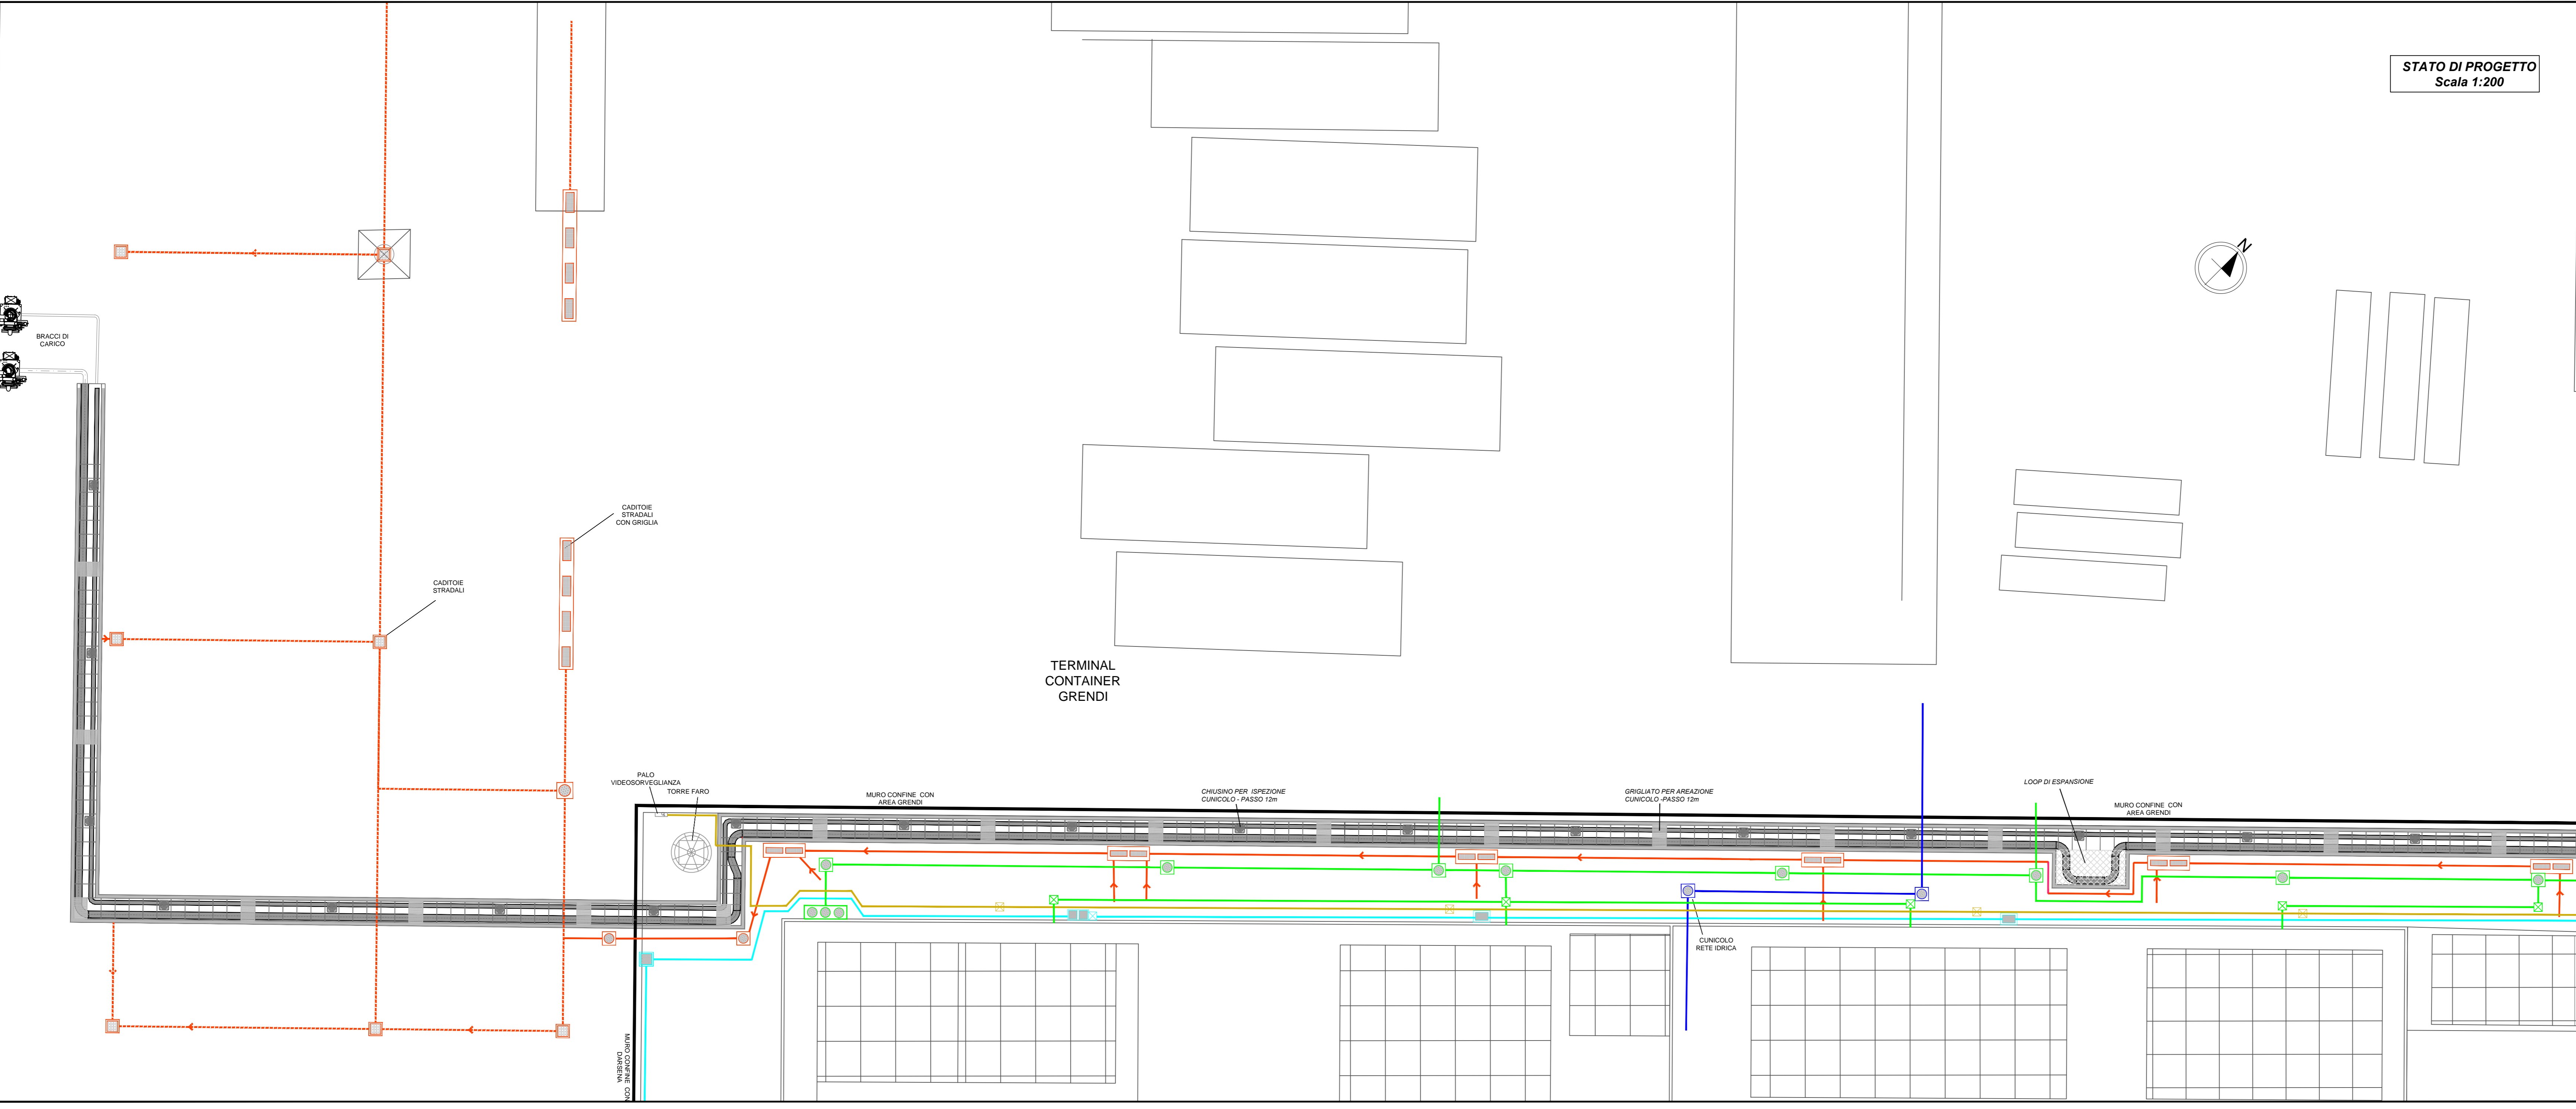 STATO DI PROGETTO
Scala 1:200
N
BRACCI DI
CARICO
CADITOIE
STRADALI
CON GRIGLIA
CADITOIE
STRADALI
TERMINAL
CONTAINER
GRENDI
PALO
VIDEOSORVEGLIANZA
TORRE FARO
MURO CONFINE CON
AREA GRENDI
CHIUSINO PER ISPEZIONE
CUNICOLO - PASSO 12m
GRIGLIATO PER AREAZIONE
CUNICOLO -PASSO 12m
LOOP DI ESPANSIONE
MURO CONFINE CON
AREA GRENDI
CUNICOLO
RETE IDRICA
MURO CONFINE CON
DARSENA